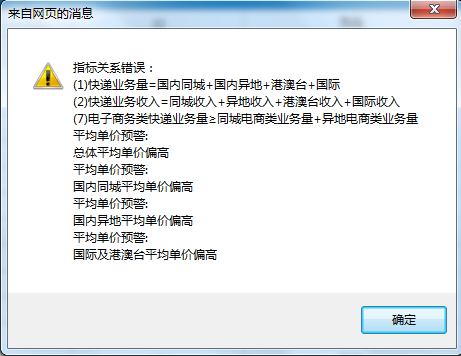 来自网页的消息
指标关系错误：
(1)快递业务量=国内同城+国内异地+港澳台+国际
(2)快递业务收入=同城收入+异地收入+港澳台收入+国际收入
(7)电子商务类快递业务量≥同城电商类业务量+异地电商类业务量
平均单价预警:
总体平均单价偏高
平均单价预警:
国内同城平均单价偏高
平均单价预警:
国内异地平均单价偏高
平均单价预警:
国际及港澳台平均单价偏高
确定